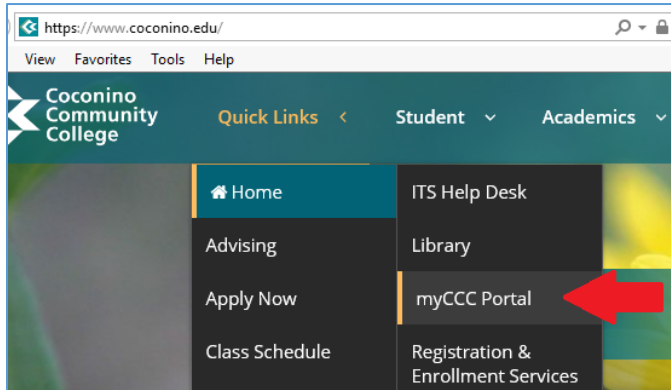 https://www.coconino.edu/
View Favorites Tools Help
Coconino
Community
College
Quick Links Student Academics
Home
ITS Help Desk
Advising
Library
Apply Now
myCCC Portal
Class Schedule
Registration &
Enrollment Services